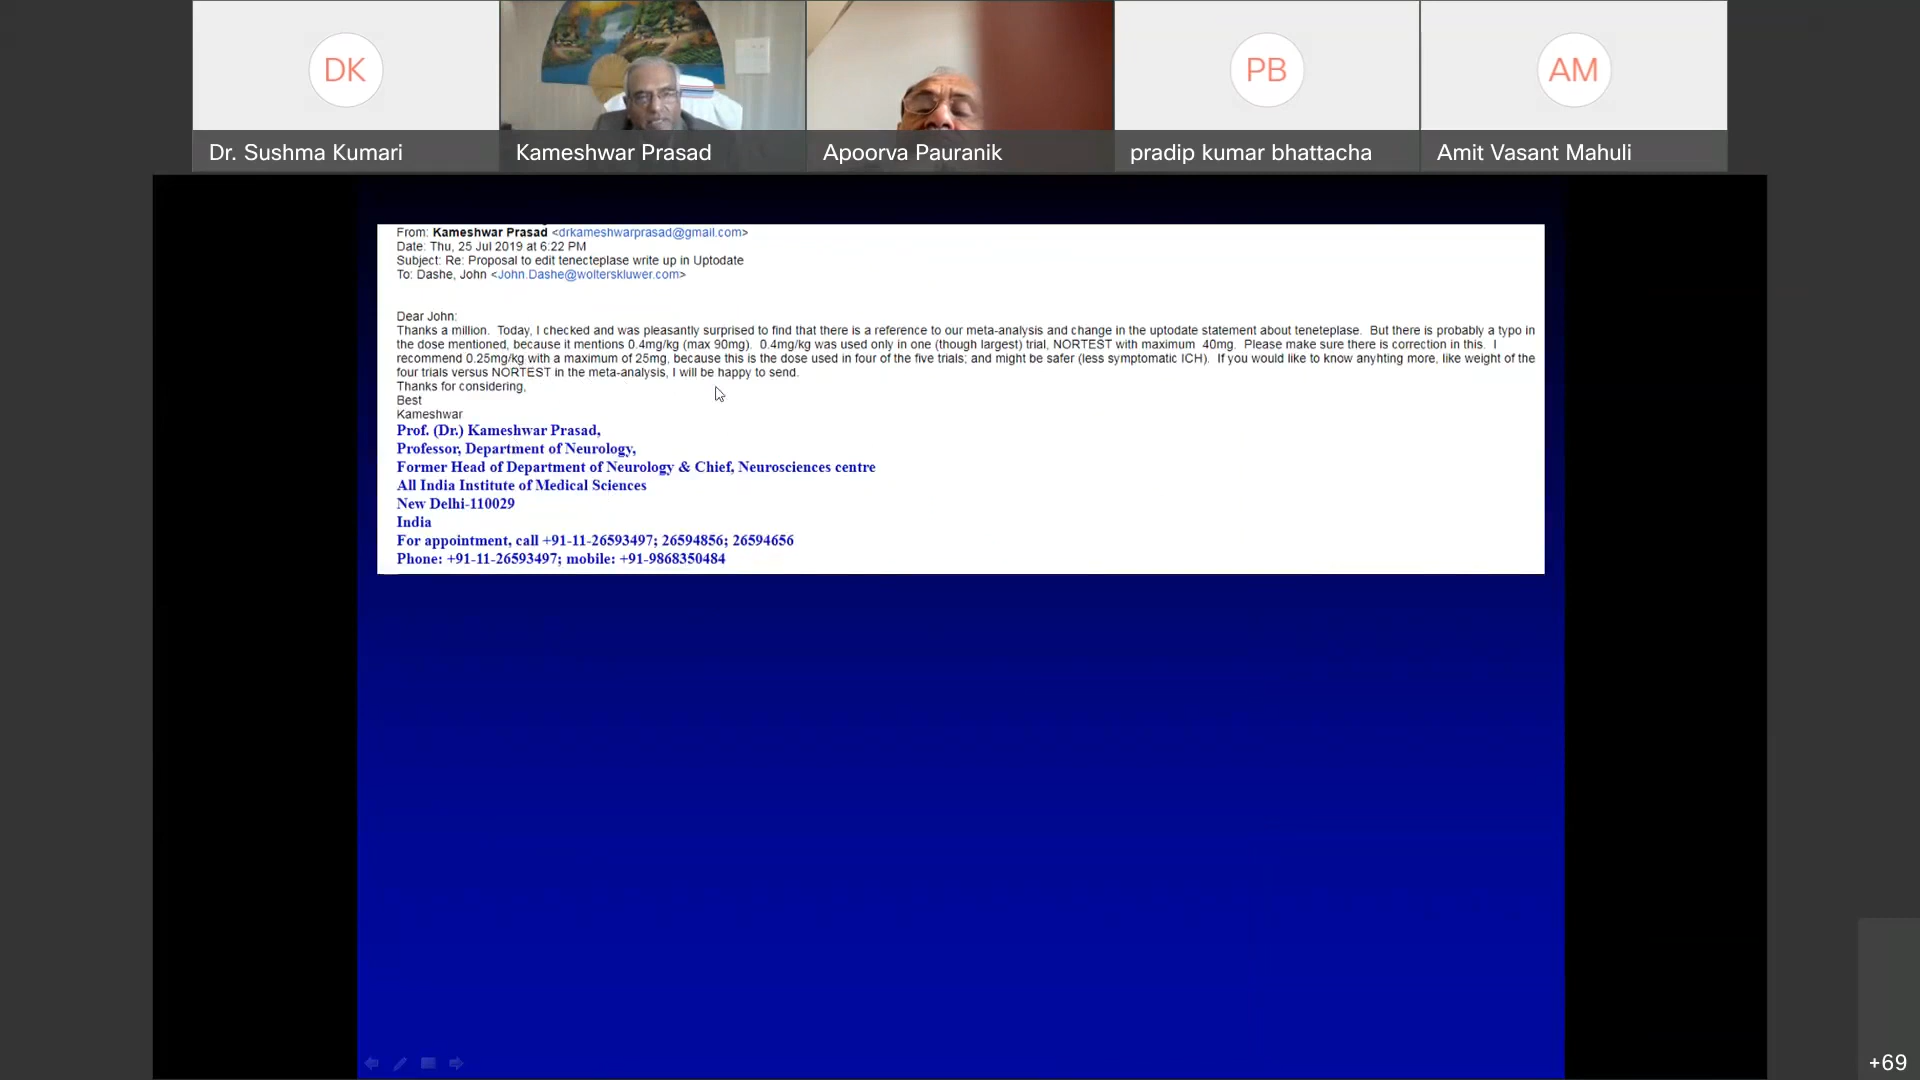 DK
PB
AM
Dr. Sushma Kumari
Kameshwar Prasad
Apoorva Pauranik
pradip kumar bhattacha
Amit Vasant Mahuli
From: Kameshwar Prasad <drkameshwarprasad@gmail.com>
Date: Thu, 25 Jul 2019 at 6:22 PM
Subject: Re: Proposal to edit tenecteplase write up in Uptodate
To: Dashe, John <John.Dashe@wolterskluwer.com>
Dear John:
Thanks a million. Today, I checked and was pleasantly surprised to find that there is a reference to our meta-analysis and change in the uptodate statement about teneteplase. But there is probably a typo in
the dose mentioned, because it mentions 0.4mg/kg (max 90mg). 0.4mg/kg was used only in one (though largest) trial, NORTEST with maximum 40mg. Please make sure there is correction in this. I
recommend 0.25mg/kg with a maximum of 25mg, because this is the dose used in four of the five trials; and might be safer (less symptomatic ICH). If you would like to know anyhting more, like weight of the
four trials versus NORTEST in the meta-analysis, I will be happy to send.
Thanks for considering,
Best
Kameshwar
Prof. (Dr.) Kameshwar Prasad,
Professor, Department of Neurology,
Former Head of Department of Neurology & Chief, Neurosciences centre
All India Institute of Medical Sciences
New Delhi-110029
India
For appointment, call +91-11-26593497; 26594856; 26594656
Phone: +91-11-26593497; mobile: +91-9868350484
+69